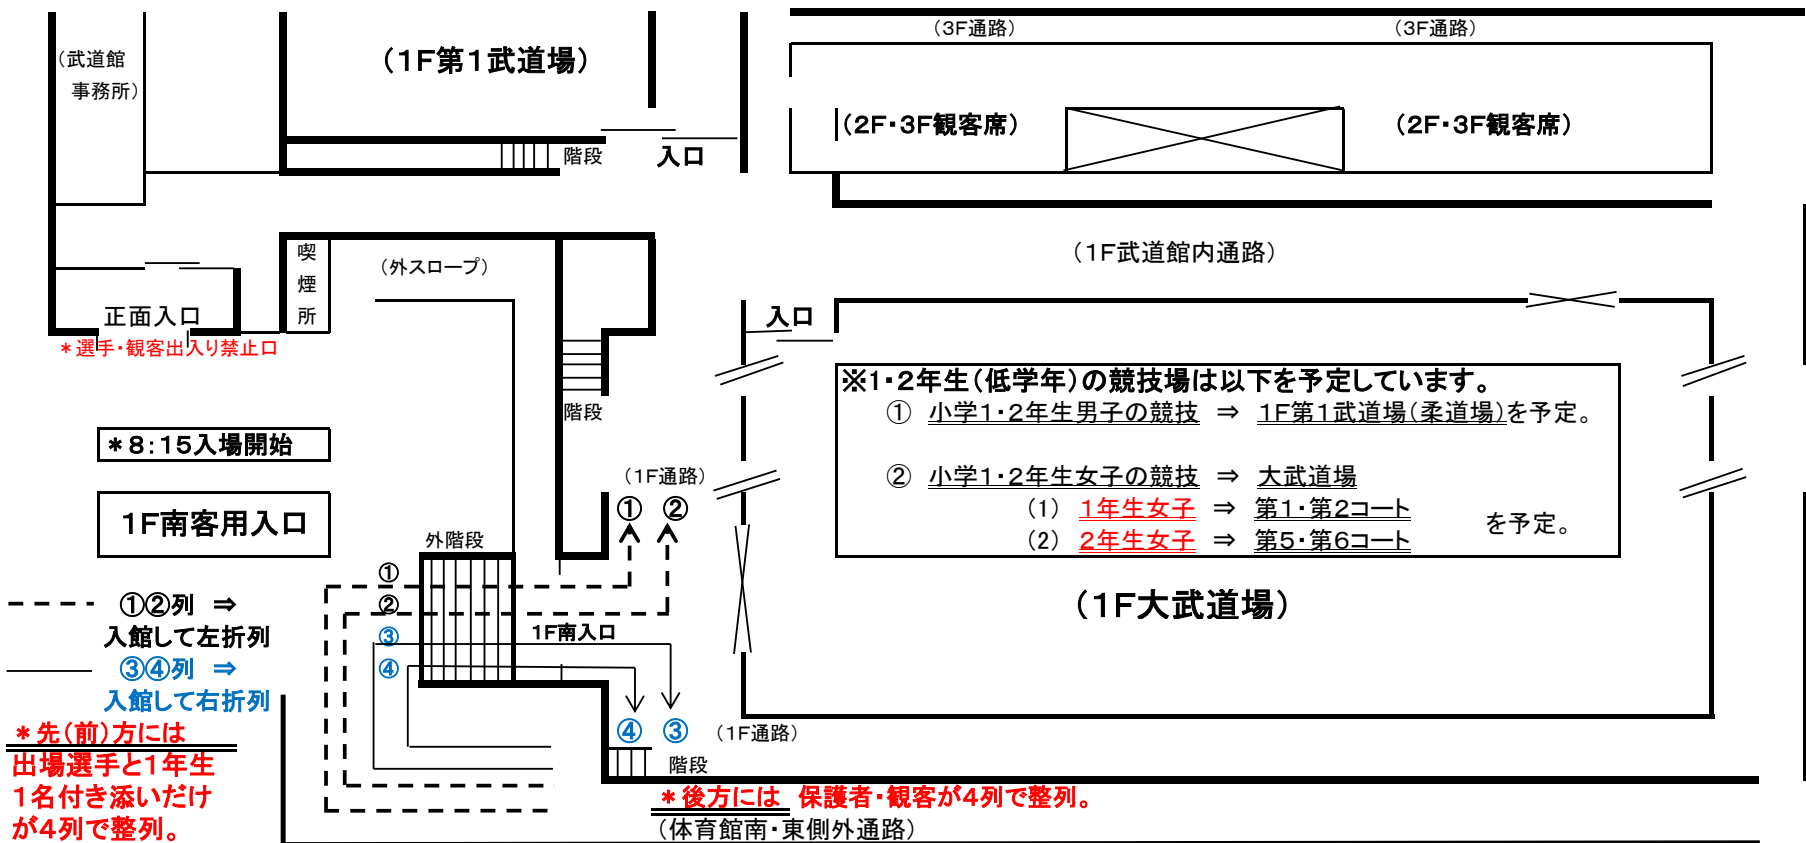 （3F通路）
（3F通路）
（武道館
事務所）
（1F第1武道場）
（2F・3F観客席）
（2F・3F観客席）
階段
入口
喫
煙
所
（外スロープ）
（1F武道館内通路）
正面入口
＊選手・観客出入り禁止口
入口
※1・2年生（低学年）の競技場は以下を予定しています。
① 小学1・2年生男子の競技 ⇒ 1F第1武道場（柔道場）を予定。
② 小学1・2年生女子の競技 ⇒ 大武道場
（1） 1年生女子 ⇒ 第1・第2コート
（2） 2年生女子 ⇒ 第5・第6コート
を予定。
階段
＊8：15入場開始
（1F通路）
① ②
1F南客用入口
外階段
①
②
③
④
1F南入口
（1F大武道場）
①②列 ⇒
入館して左折列
③④列 ⇒
入館して右折列
④ ③ （1F通路）
階段
＊先（前）方には
出場選手と1年生
1名付き添いだけ
が4列で整列。
＊後方には 保護者・観客が4列で整列。
（体育館南・東側外通路）